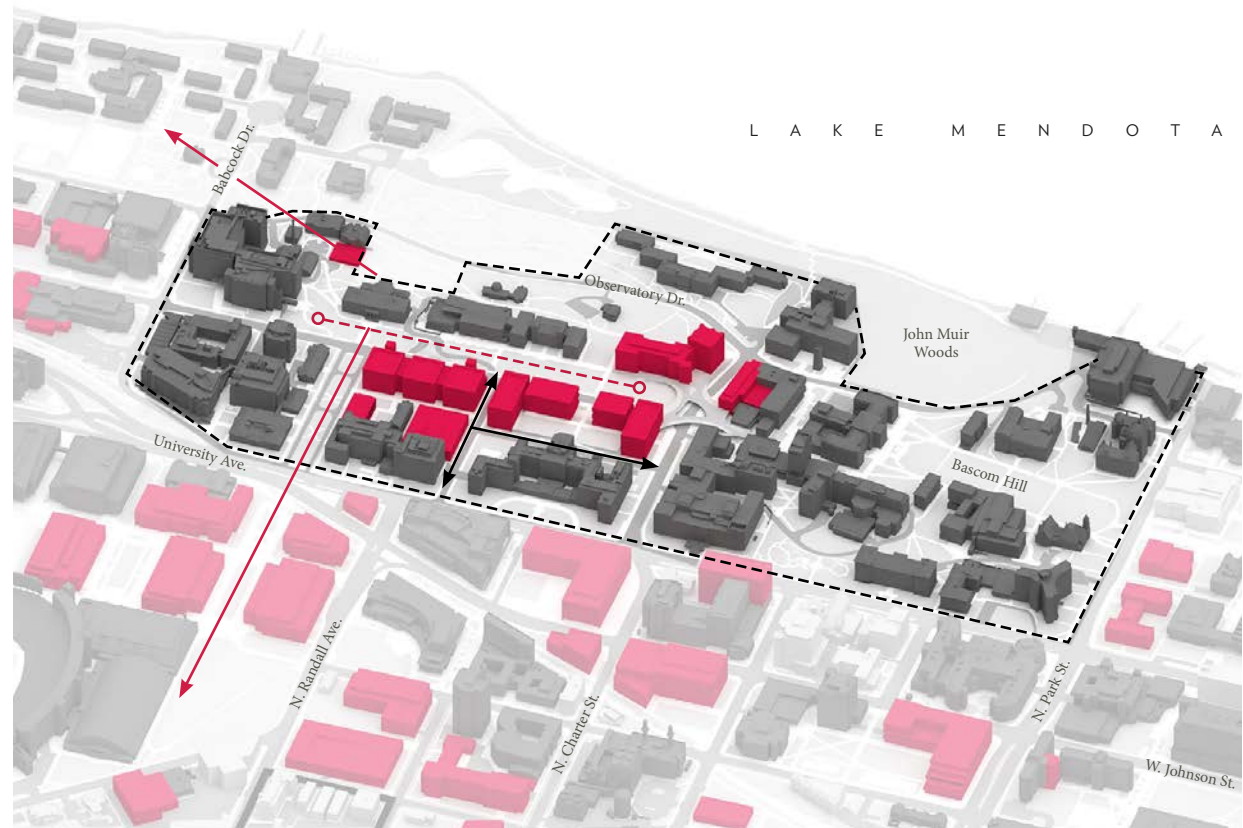 LAKE MENDOTA
Babcock Dr.
Observatory Dr.
John Muir
Woods
University Ave.
Bascom Hill
N. Randall Ave.
N. Charter St.
N. Park St.
W. Johnson St.